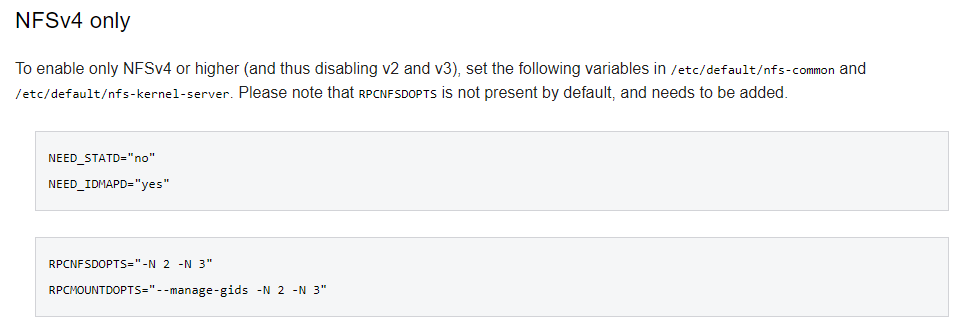 NFSv4 only
To enable only NFSv4 or higher (and thus disabling v2 and v3), set the following variables in /etc/default/nfs-common and
/etc/default/nfs-kernel-server. Please note that RPCNFSDOPTS is not present by default, and needs to be added.
NEED_STATD="no"
NEED_IDMAPD="yes"
RPCNFSDOPTS="-N 2 -N 3"
RPCMOUNTDOPTS="--manage-gids -N 2 -N 3"